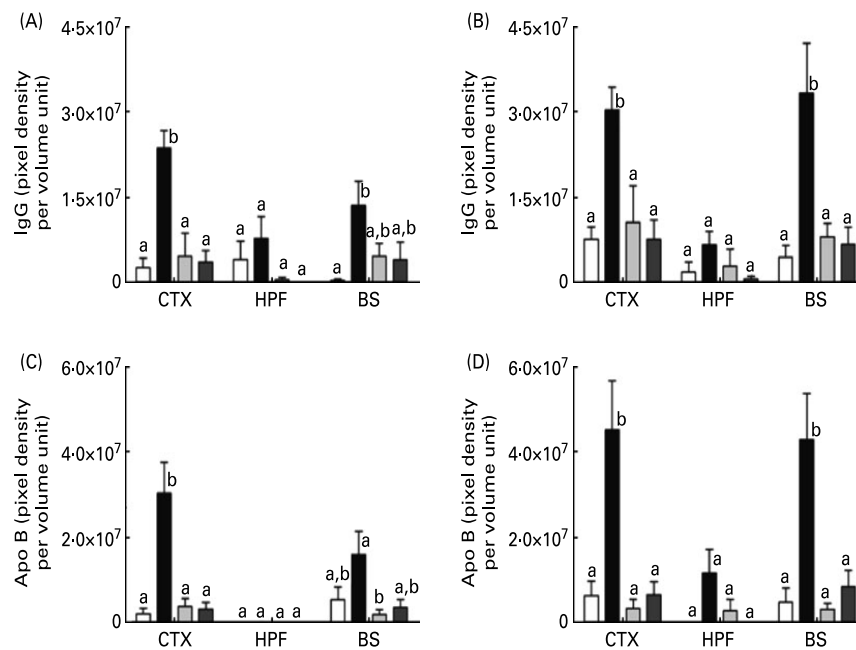 (A)
4·5×10⁷
3·0×10⁷
1·5×10⁷
0
IgG (pixel density
per volume unit)
a b a a
a a a a
a b a,b a,b
CTX HPF BS
(B)
4·5×10⁷
3·0×10⁷
1·5×10⁷
0
IgG (pixel density
per volume unit)
a b a a
a a a a
a b a a
CTX HPF BS
(C)
6·0×10⁷
4·0×10⁷
2·0×10⁷
0
Apo B (pixel density
per volume unit)
a b a a
a a a a
a,b a b a,b
CTX HPF BS
(D)
6·0×10⁷
4·0×10⁷
2·0×10⁷
0
Apo B (pixel density
per volume unit)
a b a a
a a a a
a b a a
CTX HPF BS